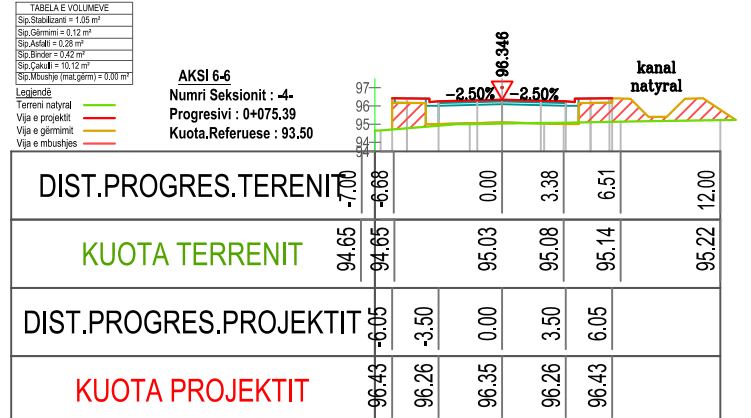 TABELA E VOLUMEVE
Sip.Stabilizanti = 1.05 m²
Sip.Gërmimi = 0.12 m²
Sip.Asfalti = 0.28 m²
Sip.Binder = 0.42 m²
Sip.Çakull = 10.12 m²
Sip.Mbushje (mat.gërm) = 0.00 m²
Legjendë
Terreni natyral
Vija e projektit
Vija e gërmimit
Vija e mbushjes
AKSI 6-6
Numri Seksionit : -4-
Progresivi : 0+075.39
Kuota.Referuese : 93.50
97
96
95
94
96.346
-2.50% -2.50%
kanal
natyral
DIST.PROGRES.TERENIT -7.00 -6.68 0.00 3.38 6.51 12.00
KUOTA TERRENIT 94.65 94.65 95.03 95.08 95.14 95.22
DIST.PROGRES.PROJEKTIT -6.05 -3.50 0.00 3.50 6.05
KUOTA PROJEKTIT 96.43 96.26 96.35 96.26 96.43